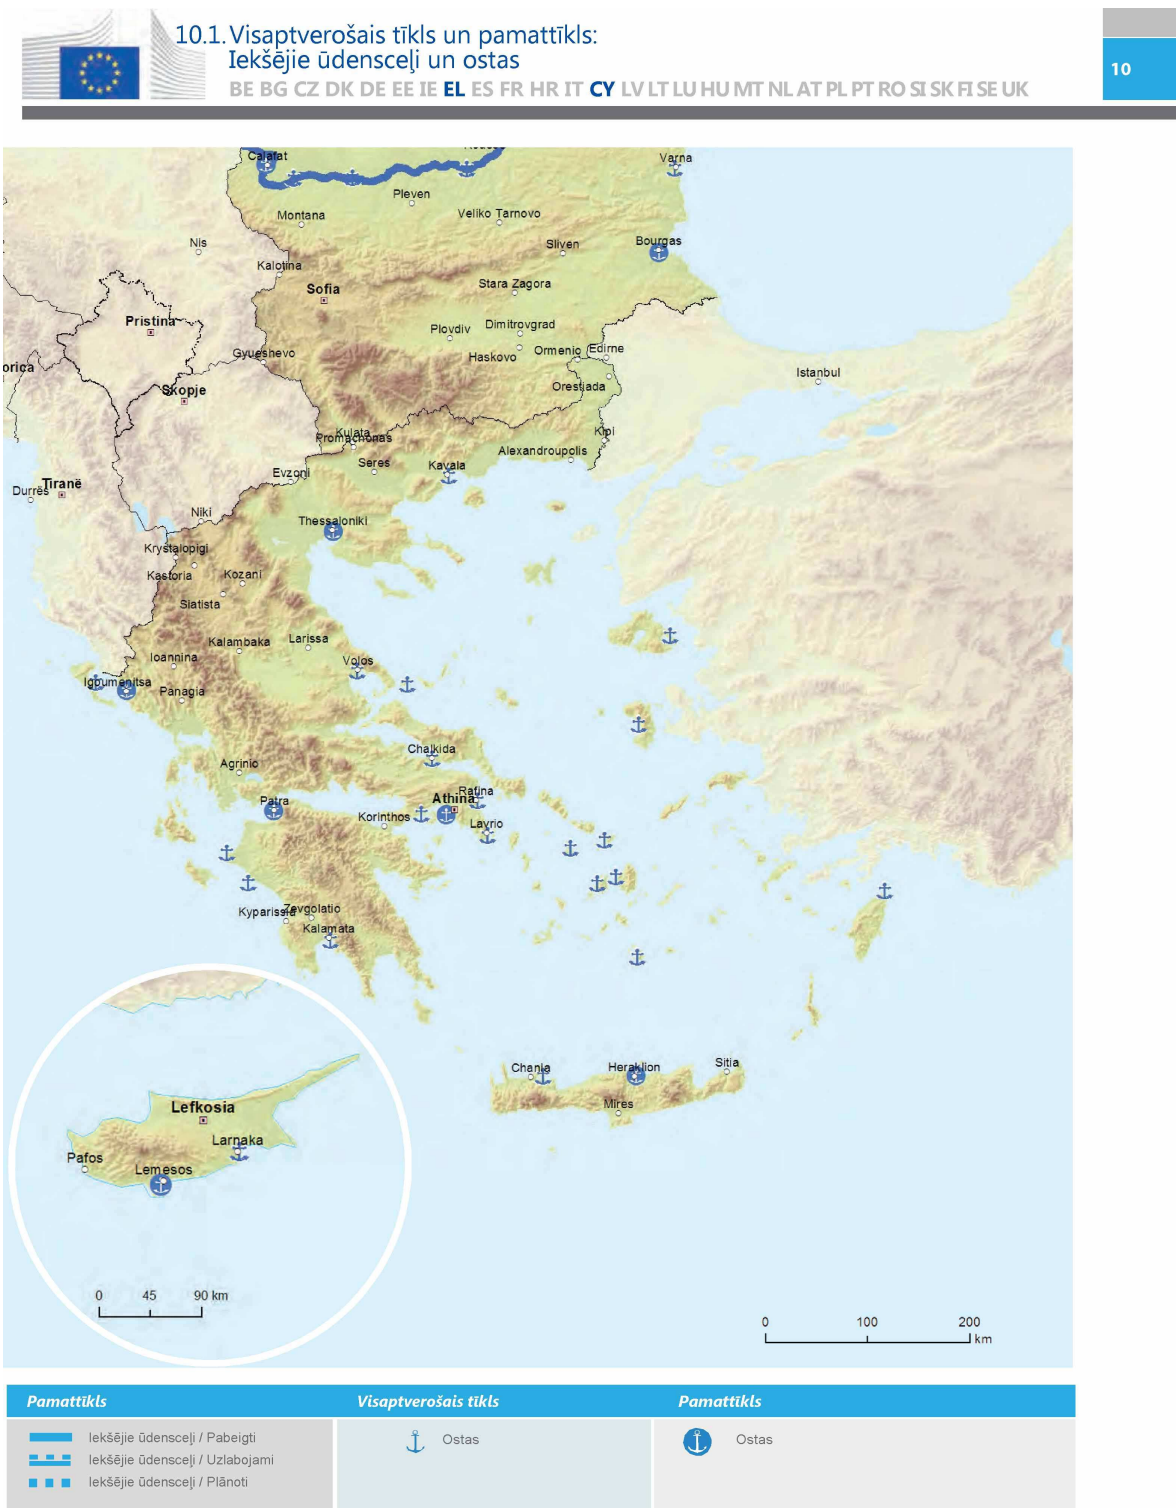 10.1. Visaptverošais tīkls un pamattīkls:
Iekšējie ūdensceļi un ostas
BE BG CZ DK DE EE IE EL ES FR HR IT CY LV LT LU HU MT NL AT PL PT RO SI SK FI SE UK
10
Calafat
Varna
Pleven
Montana
Veliko Tarnovo
Nis
Sliven
Bourgas
Kalotina
Sofia
Stara Zagora
Pristina
Plovdiv
Dimitrovgrad
Gyueshevo
Haskovo
Ormenio
Edirne
orica
Istanbul
Skopje
Orestiada
Kulata
Promachonas
Kipi
Alexandroupolis
Seres
Kavala
Evzoni
Tiranë
Durrës
Niki
Thessaloniki
Krystalopigi
Kastoria
Kozani
Siatista
Kalambaka
Larissa
Ioannina
Volos
Igoumenitsa
Panagia
Chalkida
Agrinio
Rafina
Athina
Patra
Korinthos
Lavrio
Kyparissia
Zevgolatio
Kalamata
Chania
Heraklion
Sitia
Mires
Lefkosia
Larnaka
Pafos
Lemesos
0 45 90 km
0 100 200
km
Pamattīkls
Iekšējie ūdensceļi / Pabeigti
Iekšējie ūdensceļi / Uzlabojami
Iekšējie ūdensceļi / Plānoti
Visaptverošais tīkls
Ostas
Pamattīkls
Ostas